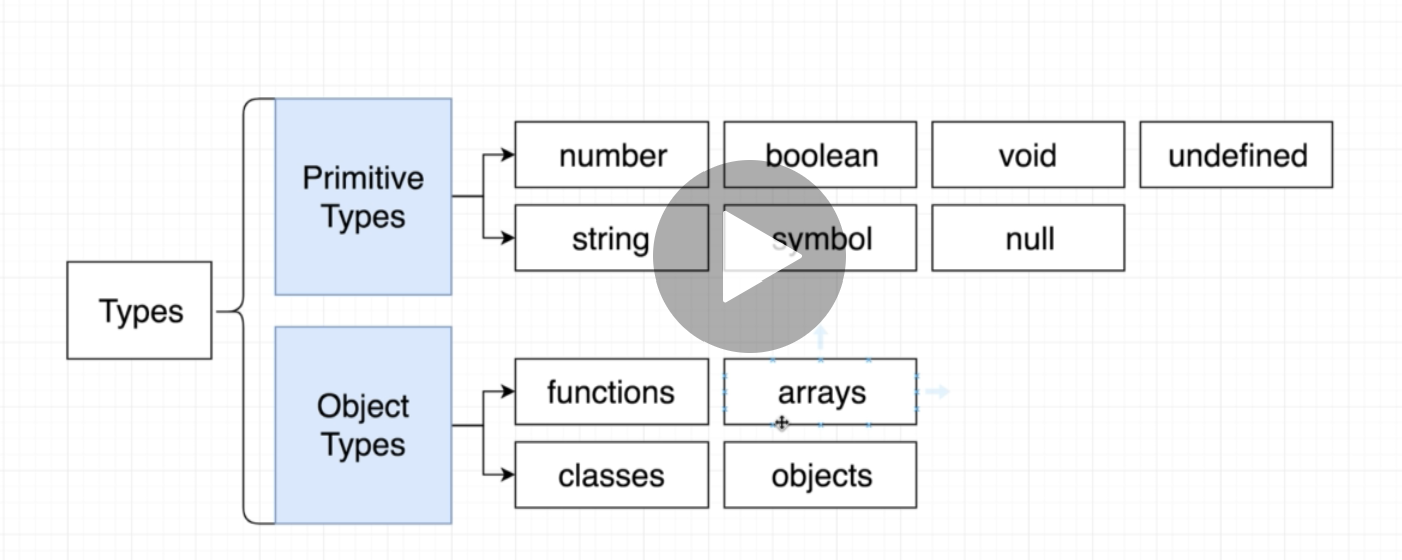 Types
Primitive
Types
number
boolean
void
undefined
string
symbol
null
Object
Types
functions
arrays
classes
objects